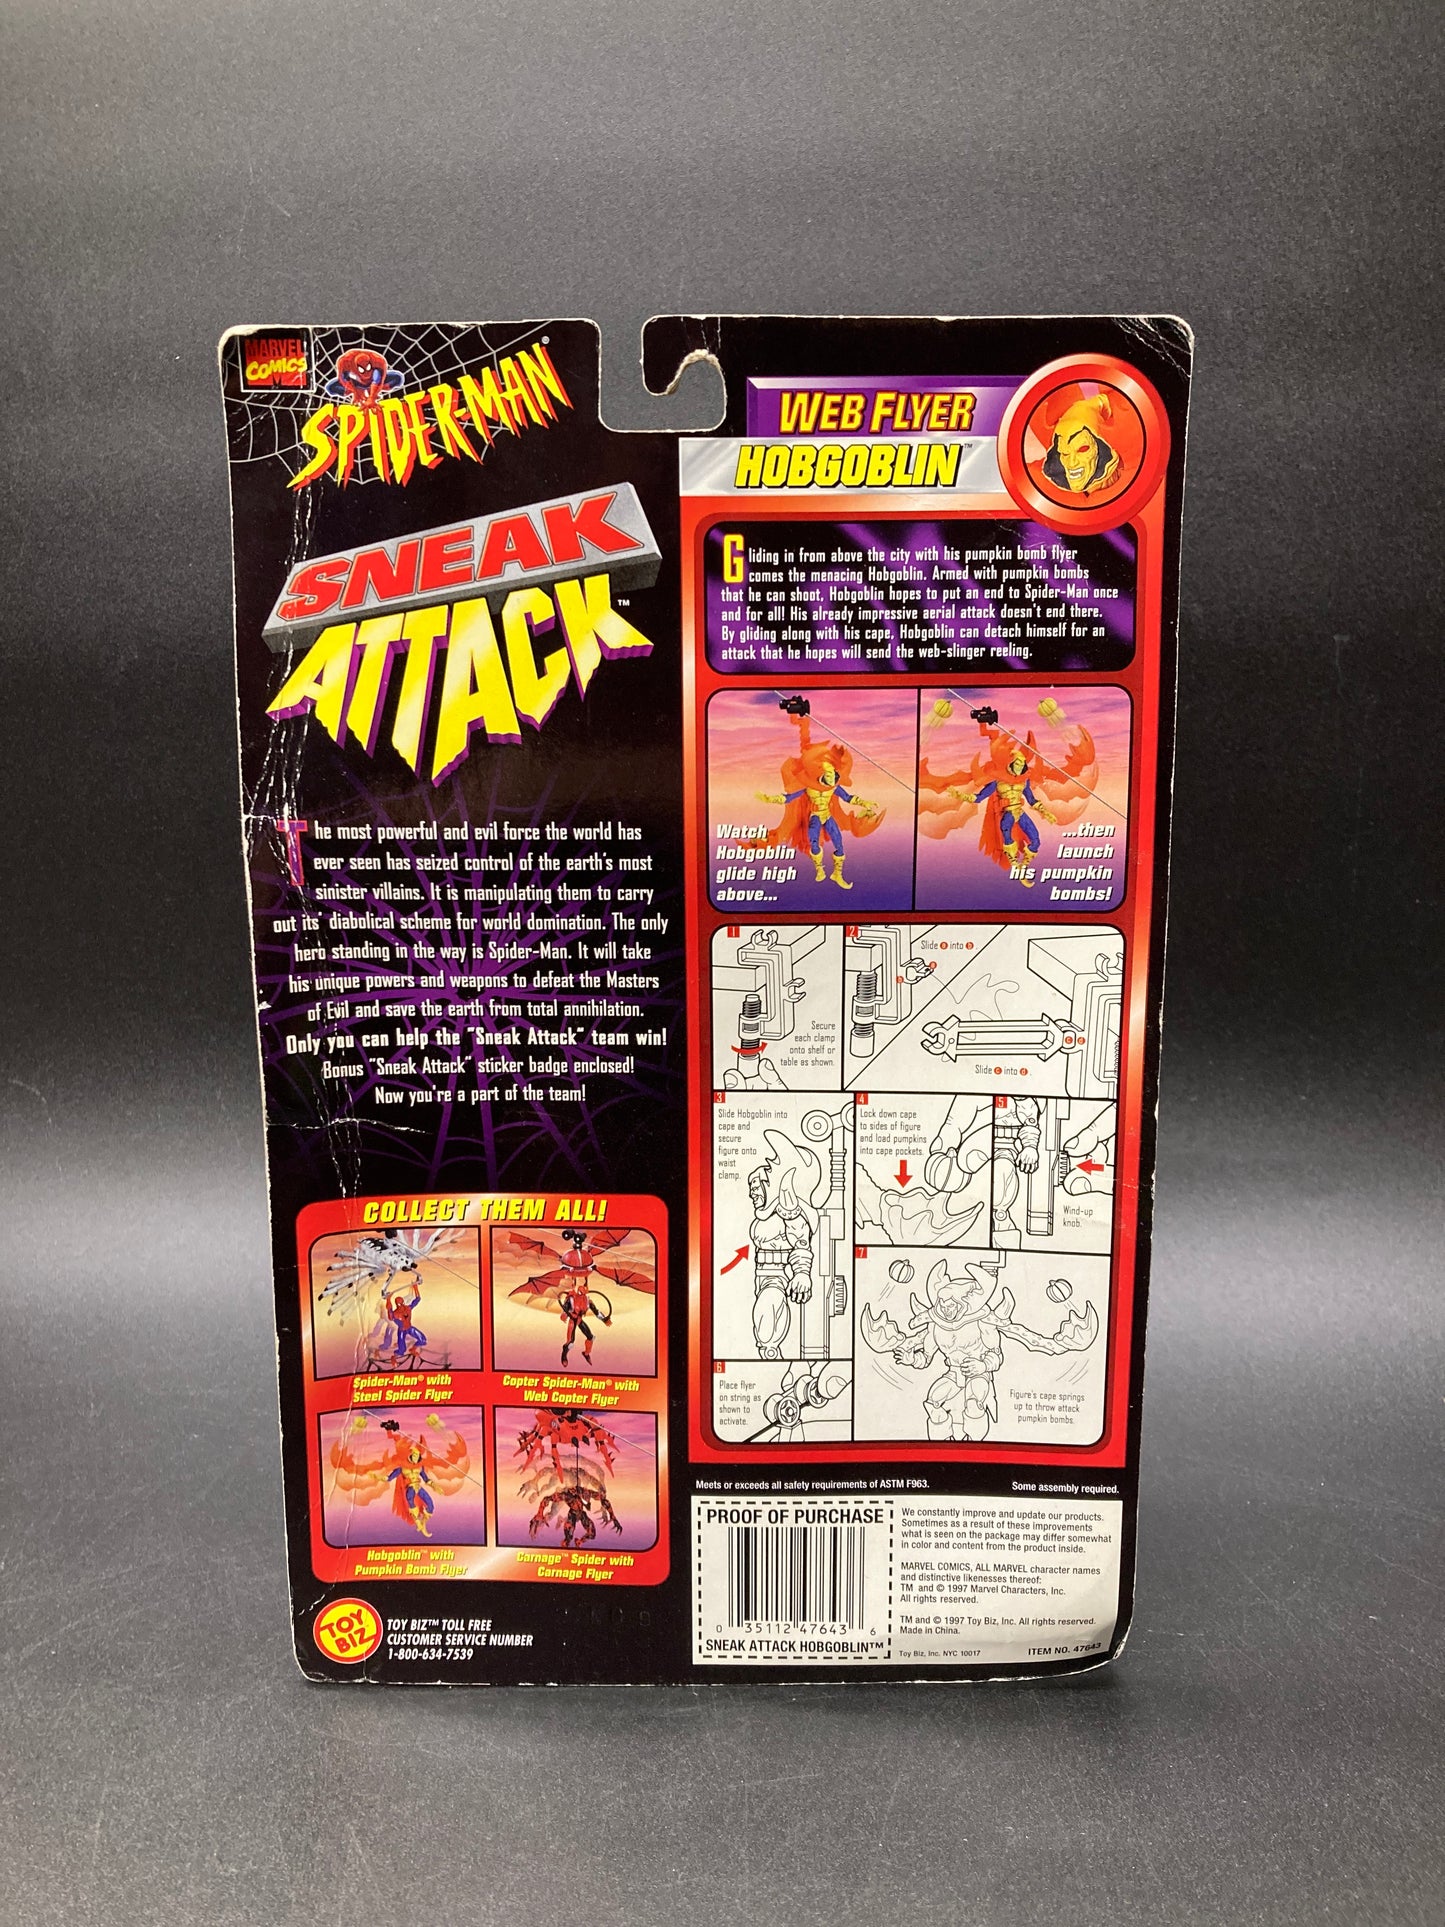 MARVEL
COMICS
SPIDER-MAN®
SNEAK
ATTACK™
The most powerful and evil force the world has
ever seen has seized control of the earth's most
sinister villains. It is manipulating them to carry
out its' diabolical scheme for world domination. The only
hero standing in the way is Spider-Man. It will take
his unique powers and weapons to defeat the Masters
of Evil and save the earth from total annihilation.
Only you can help the "Sneak Attack" team win!
Bonus "Sneak Attack" sticker badge enclosed!
Now you're a part of the team!
COLLECT THEM ALL!
Spider-Man® with
Steel Spider Flyer
Copter Spider-Man® with
Web Copter Flyer
Hobgoblin™ with
Pumpkin Bomb Flyer
Carnage™ Spider with
Carnage Flyer
TOY
BIZ
TOY BIZ™ TOLL FREE
CUSTOMER SERVICE NUMBER
1-800-634-7539
WEB FLYER
HOBGOBLIN™
Gliding in from above the city with his pumpkin bomb flyer
comes the menacing Hobgoblin. Armed with pumpkin bombs
that he can shoot, Hobgoblin hopes to put an end to Spider-Man once
and for all! His already impressive aerial attack doesn't end there.
By gliding along with his cape, Hobgoblin can detach himself for an
attack that he hopes will send the web-slinger reeling.
Watch
Hobgoblin
glide high
above...
...then
launch
his pumpkin
bombs!
1
Secure
each clamp
onto shelf or
table as shown.
2
Slide a into b
a
b
c d
Slide c into d.
3
Slide Hobgoblin into
cape and
secure
figure onto
waist
clamp.
4
Lock down cape
to sides of figure
and load pumpkins
into cape pockets.
5
Wind-up
knob.
6
Place flyer
on string as
shown to
activate.
7
Figure's cape springs
up to throw attack
pumpkin bombs.
Meets or exceeds all safety requirements of ASTM F963.
Some assembly required.
PROOF OF PURCHASE
0 35112 47643 6
SNEAK ATTACK HOBGOBLIN™
We constantly improve and update our products.
Sometimes as a result of these improvements
what is seen on the package may differ somewhat
in color and content from the product inside.
MARVEL COMICS, ALL MARVEL character names
and distinctive likenesses thereof:
TM and © 1997 Marvel Characters, Inc.
All rights reserved.
TM and © 1997 Toy Biz, Inc. All rights reserved.
Made in China.
Toy Biz, Inc. NYC 10017
ITEM NO. 47643